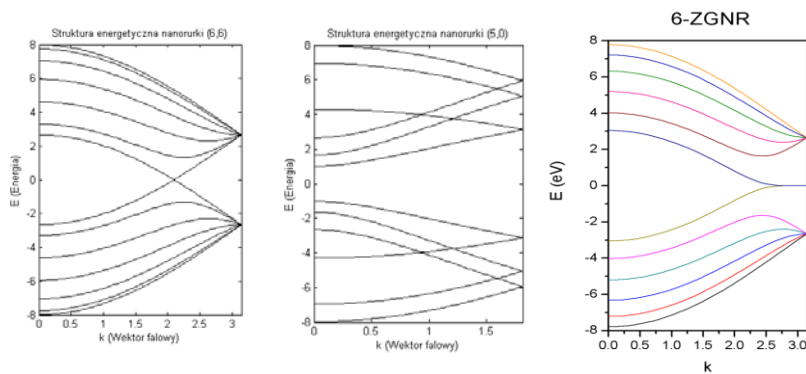 Struktura energetyczna nanorurki (6,6)
8
6
4
2
0
-2
-4
-6
-8
E (Energia)
0 0.5 1 1.5 2 2.5 3
k (Wektor falowy)
Struktura energetyczna nanorurki (5,0)
8
6
4
2
0
-2
-4
-6
-8
E (Energia)
0 0.5 1 1.5
k (Wektor falowy)
6-ZGNR
8
6
4
2
0
-2
-4
-6
-8
E (eV)
0.0 0.5 1.0 1.5 2.0 2.5 3.0
k